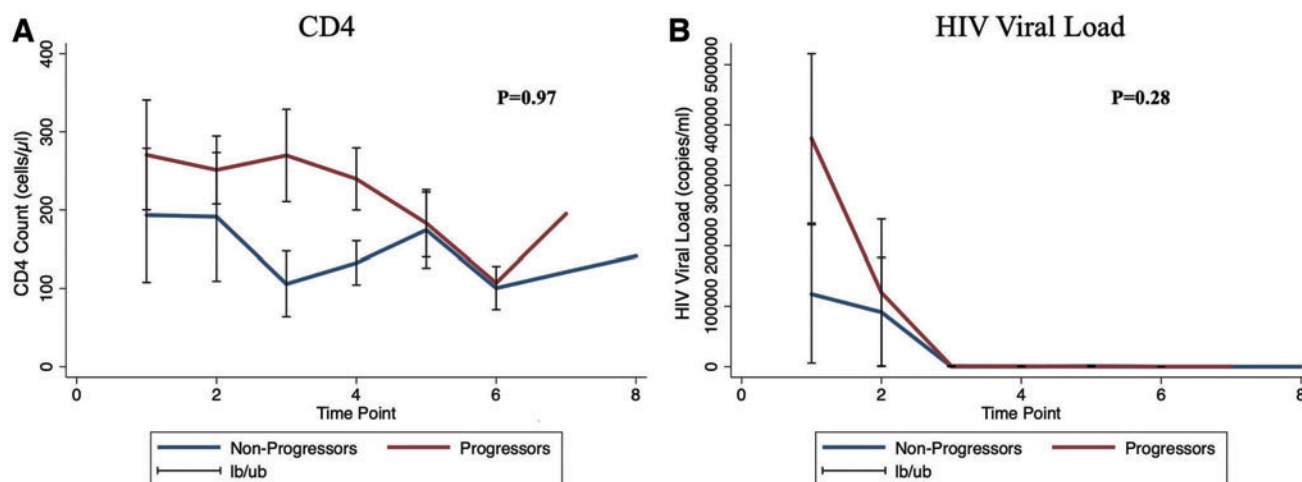 A
CD4
400
300
200
100
0
CD4 Count (cells/µl)
P=0.97
0 2 4 6 8
Time Point
Non-Progressors Progressors
lb/ub
B
HIV Viral Load
500000
400000
300000
200000
100000
0
HIV Viral Load (copies/ml)
P=0.28
0 2 4 6 8
Time Point
Non-Progressors Progressors
lb/ub